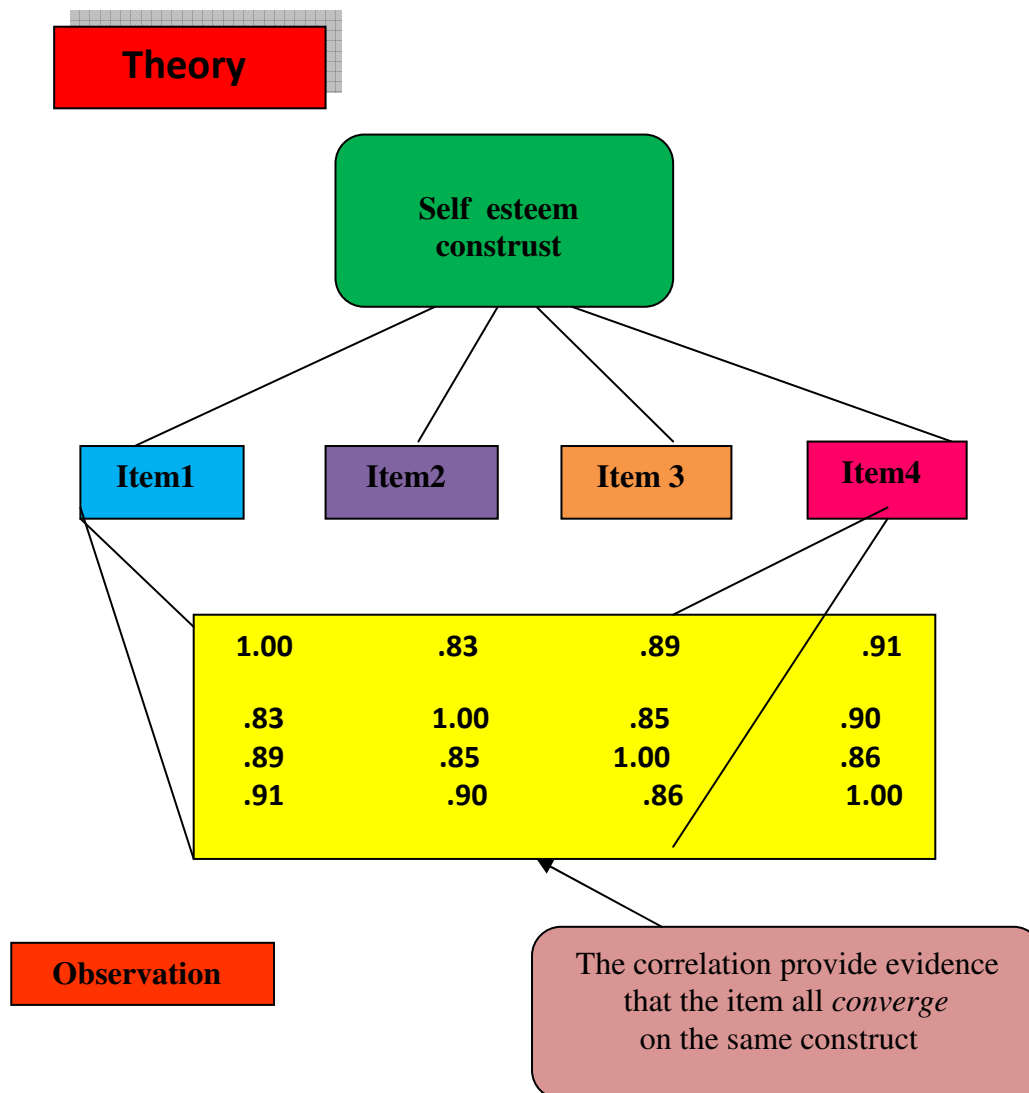 Theory
Self esteem
construst
Item1 Item2 Item 3 Item4
1.00 .83 .89 .91
.83 1.00 .85 .90
.89 .85 1.00 .86
.91 .90 .86 1.00
Observation
The correlation provide evidence
that the item all converge
on the same construct